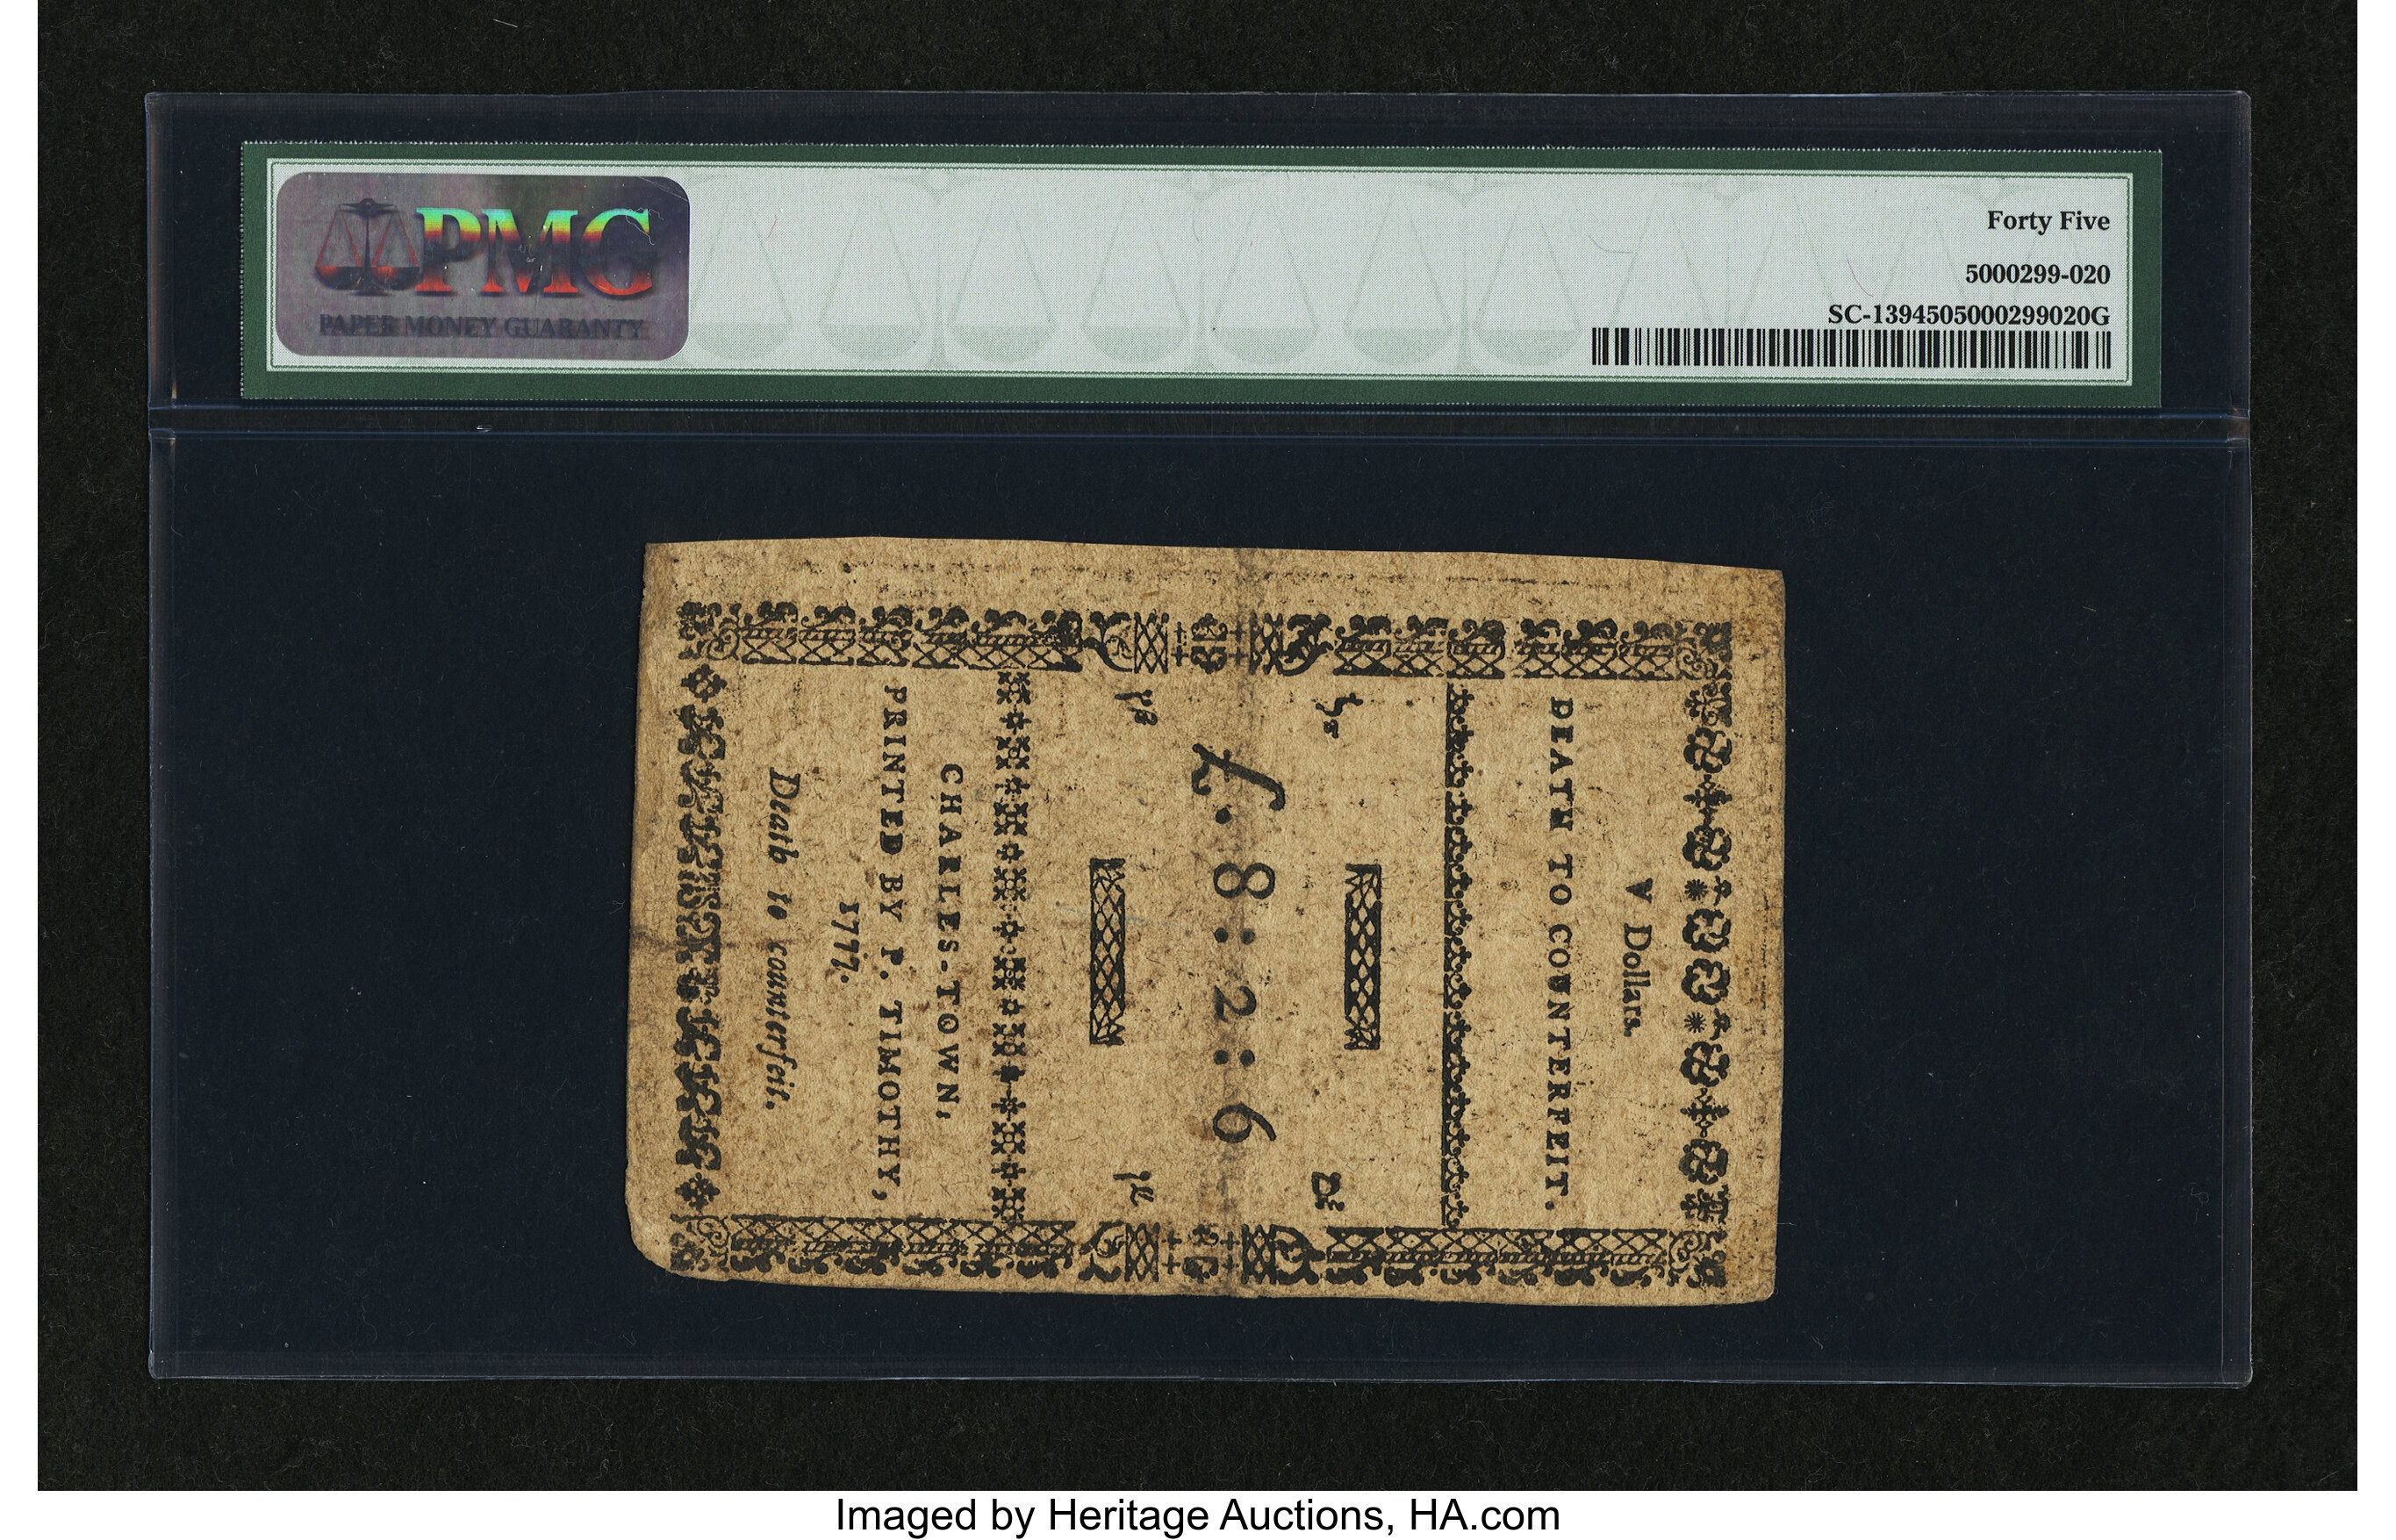 PMG
PAPER MONEY GUARANTY
Forty Five
5000299-020
SC-1394505000299020G
V Dollars.
DEATH TO COUNTERFEIT.
£. 8 : 2 : 6
CHARLES-TOWN,
PRINTED BY P. TIMOTHY,
1777.
Death to counterfeit.
Imaged by Heritage Auctions, HA.com